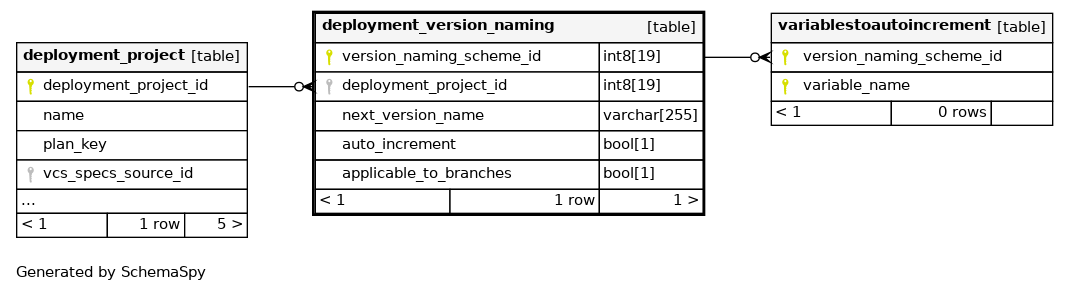 deployment_project [table]
deployment_project_id
name
plan_key
vcs_specs_source_id
...
< 1 1 row 5 >
deployment_version_naming [table]
version_naming_scheme_id int8[19]
deployment_project_id int8[19]
next_version_name varchar[255]
auto_increment bool[1]
applicable_to_branches bool[1]
< 1 1 row 1 >
variablestoautoincrement [table]
version_naming_scheme_id
variable_name
< 1 0 rows
Generated by SchemaSpy